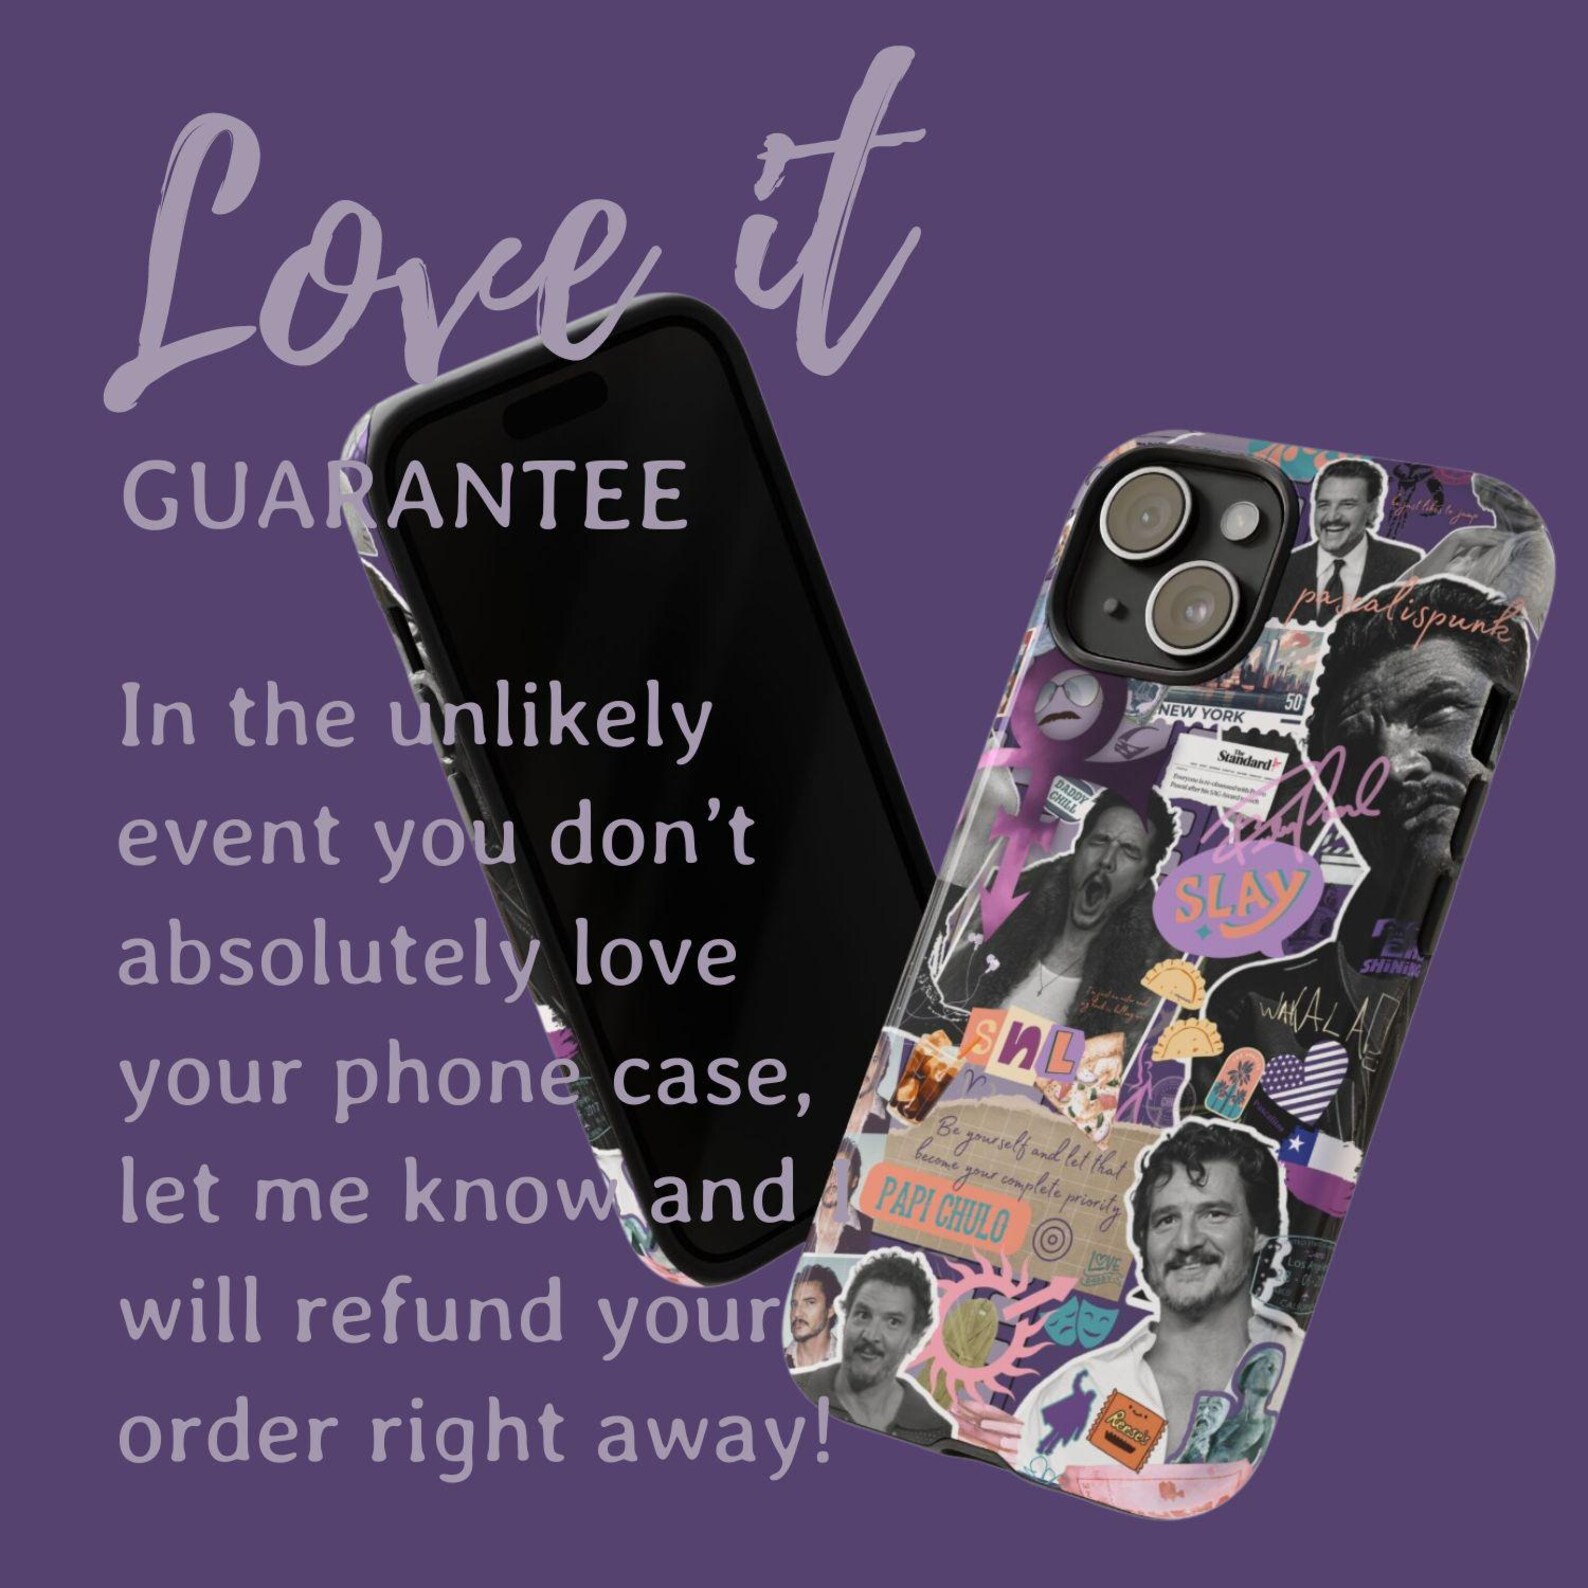 Love it
GUARANTEE
In the unlikely
event you don't
absolutely love
your phone case,
let me know and I
will refund your
order right away!
pascalispunk
50
NEW YORK
The
Standard
DADDY
CHILL
SLAY
SHINING
WAKALA
snL
Be yourself and let that
become your complete priority
PAPI CHULO
LOVE
Reese's